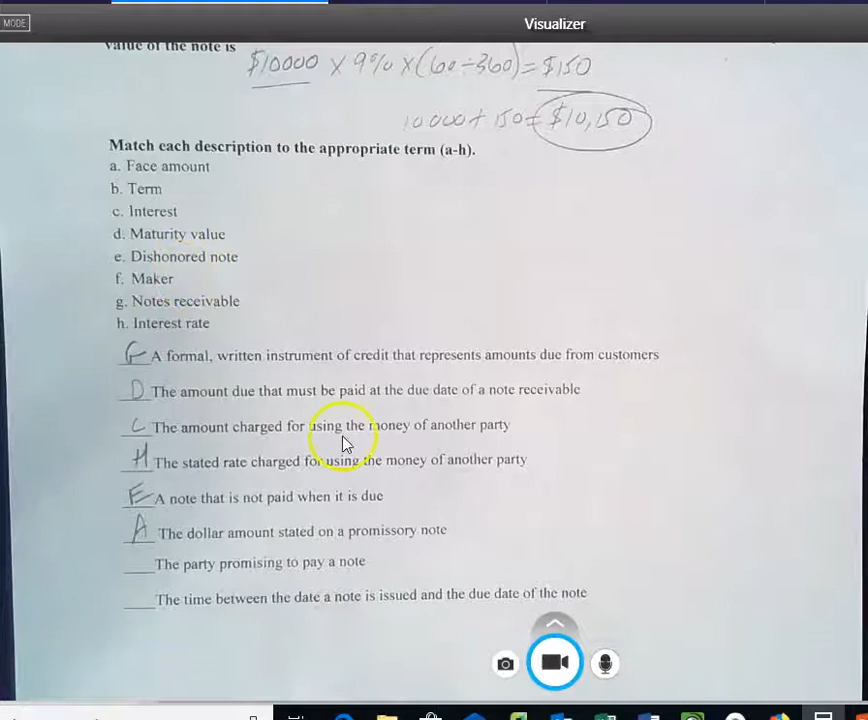 MODE
Visualizer
value of the note is $10000 × 9% × (60÷360) = $150
10000 + 150 = $10,150
Match each description to the appropriate term (a-h).
a. Face amount
b. Term
c. Interest
d. Maturity value
e. Dishonored note
f. Maker
g. Notes receivable
h. Interest rate
G A formal, written instrument of credit that represents amounts due from customers
D The amount due that must be paid at the due date of a note receivable
C The amount charged for using the money of another party
H The stated rate charged for using the money of another party
E A note that is not paid when it is due
A The dollar amount stated on a promissory note
___The party promising to pay a note
___The time between the date a note is issued and the due date of the note